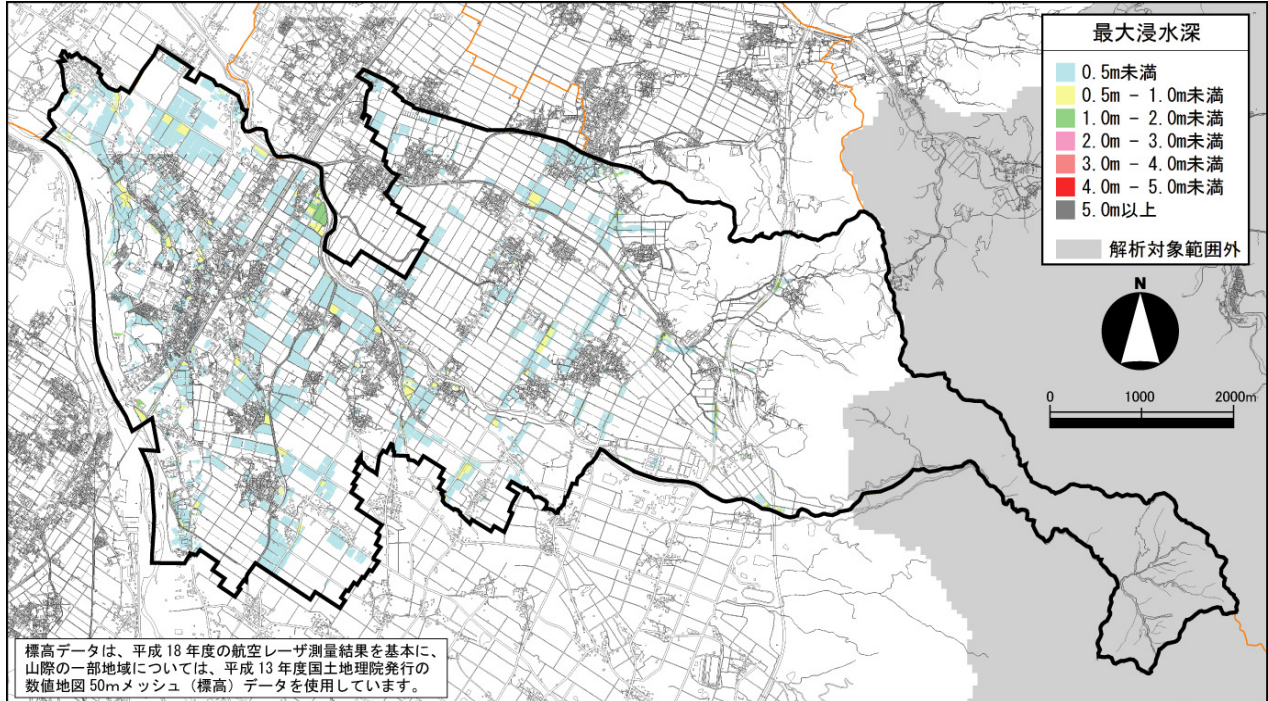 最大浸水深
0.5m未満
0.5m - 1.0m未満
1.0m - 2.0m未満
2.0m - 3.0m未満
3.0m - 4.0m未満
4.0m - 5.0m未満
5.0m以上
解析対象範囲外
N
0 1000 2000m
標高データは、平成18年度の航空レーザ測量結果を基本に、
山際の一部地域については、平成13年度国土地理院発行の
数値地図50mメッシュ（標高）データを使用しています。